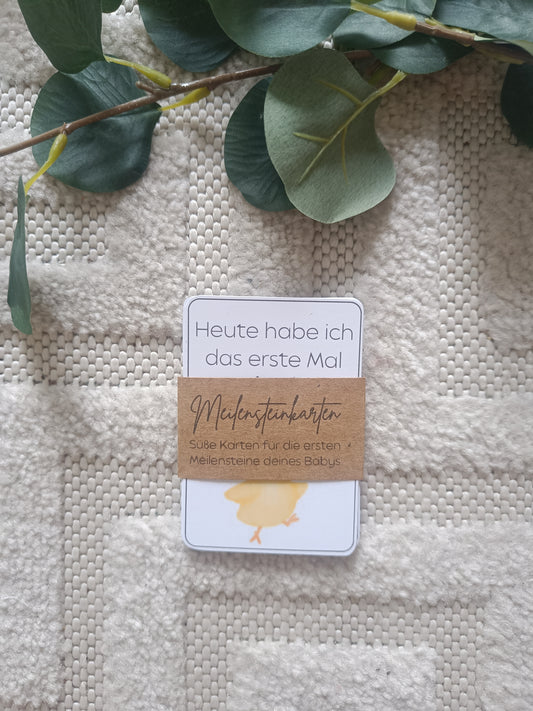 Heute habe ich
das erste Mal
Meilensteinkarten
Süße Karten für die ersten
Meilensteine deines Babys